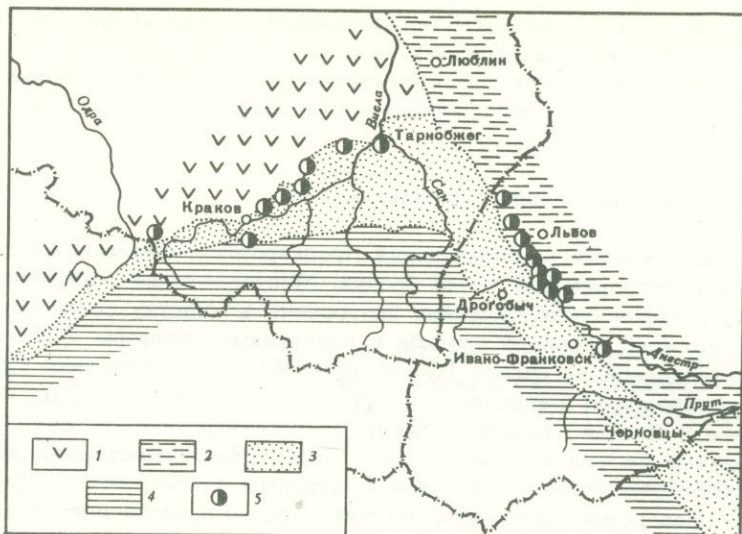 Люблин
Одра
Висла
Тарнобжег
Краков
Сан
Львов
Дрогобыч
Ивано-Франковск
Днестр
Прут
Черновцы
1 2 3
4 5